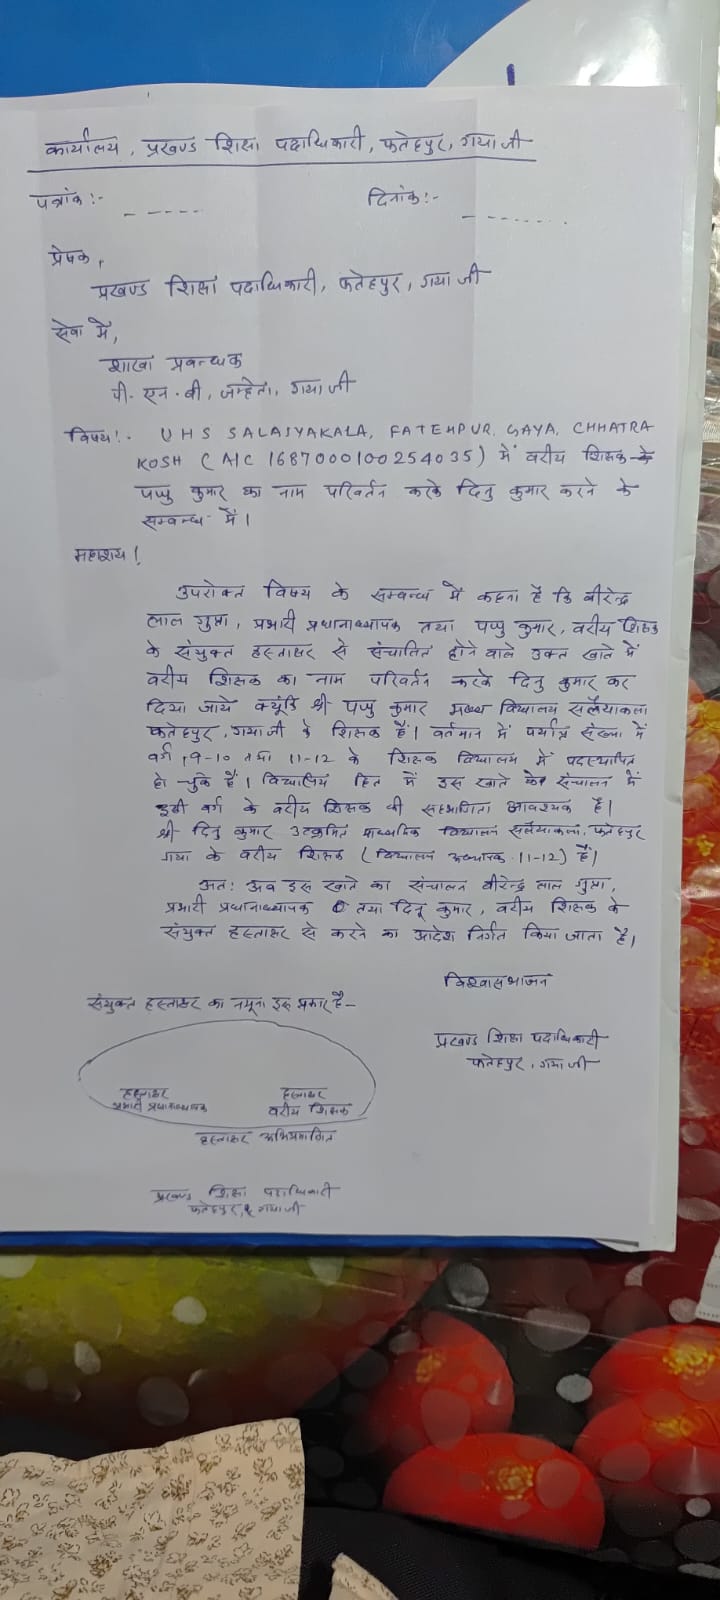 कार्यालय, प्रखण्ड शिक्षा पदाधिकारी, फतेहपुर, गया जी
पत्रांक :- ------ दिनांक :- --------
प्रेषक,
प्रखण्ड शिक्षा पदाधिकारी, फतेहपुर, गया जी
सेवा में,
शाखा प्रबन्धक
पी. एन. बी, जम्हेता, गया जी
विषय :- UHS SALAIYAKALA, FATEHPUR, GAYA, CHHATRA
KOSH (A/C 1687000100254035) में वरीय शिक्षक के
पप्पु कुमार का नाम परिवर्तन करके दिनु कुमार करने के
सम्बन्ध में।
महाशय!
उपरोक्त विषय के सम्बन्ध में कहना है कि बीरेन्द्र
लाल गुप्ता, प्रभारी प्रधानाध्यापक तथा पप्पु कुमार, वरीय शिक्षक
के संयुक्त हस्ताक्षर से संचालित होने वाले उक्त खाते में
वरीय शिक्षक का नाम परिवर्तन करके दिनु कुमार कर
दिया जाये क्यूंकि श्री पप्पु कुमार मध्य विद्यालय सलैयाकला
फतेहपुर, गया जी के शिक्षक हैं। वर्तमान में पर्याप्त संख्या में
वर्ग 9-10 तथा 11-12 के शिक्षक विद्यालय में पदस्थापित
हो चुके हैं। विद्यालय हित में इस खाते के संचालन में
इसी वर्ग के वरीय शिक्षक की सहभागिता आवश्यक है।
श्री दिनु कुमार उत्क्रमित माध्यमिक विद्यालय सलैयाकला, फतेहपुर
गया के वरीय शिक्षक (विद्यालय अध्यापक 11-12) हैं।
अत: अब इस खाते का संचालन बीरेन्द्र लाल गुप्ता,
प्रभारी प्रधानाध्यापक तथा दिनू कुमार, वरीय शिक्षक के
संयुक्त हस्ताक्षर से करने का आदेश निर्गत किया जाता है।
विश्वासभाजन
संयुक्त हस्ताक्षर का नमूना इस प्रकार है-
प्रखण्ड शिक्षा पदाधिकारी
फतेहपुर, गया जी
हस्ताक्षर हस्ताक्षर
प्रभारी प्रधानाध्यापक वरीय शिक्षक
हस्ताक्षर अभिप्रमाणित
प्रखण्ड शिक्षा पदाधिकारी
फतेहपुर, गया जी